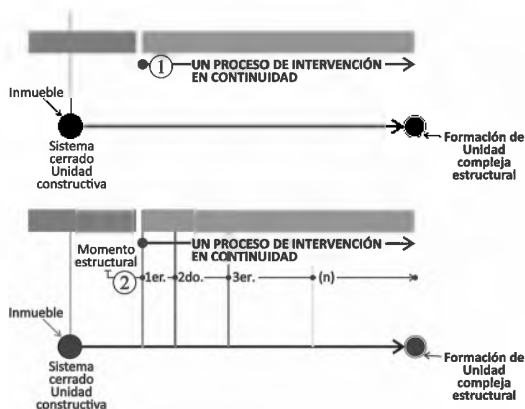 1 UN PROCESO DE INTERVENCIÓN
EN CONTINUIDAD
Inmueble
Sistema
cerrado
Unidad
constructiva
Formación de
Unidad
compleja
estructural
UN PROCESO DE INTERVENCIÓN
EN CONTINUIDAD
Momento
estructural
2 1er. 2do. 3er. (n)
Inmueble
Sistema
cerrado
Unidad
constructiva
Formación de
Unidad
compleja
estructural